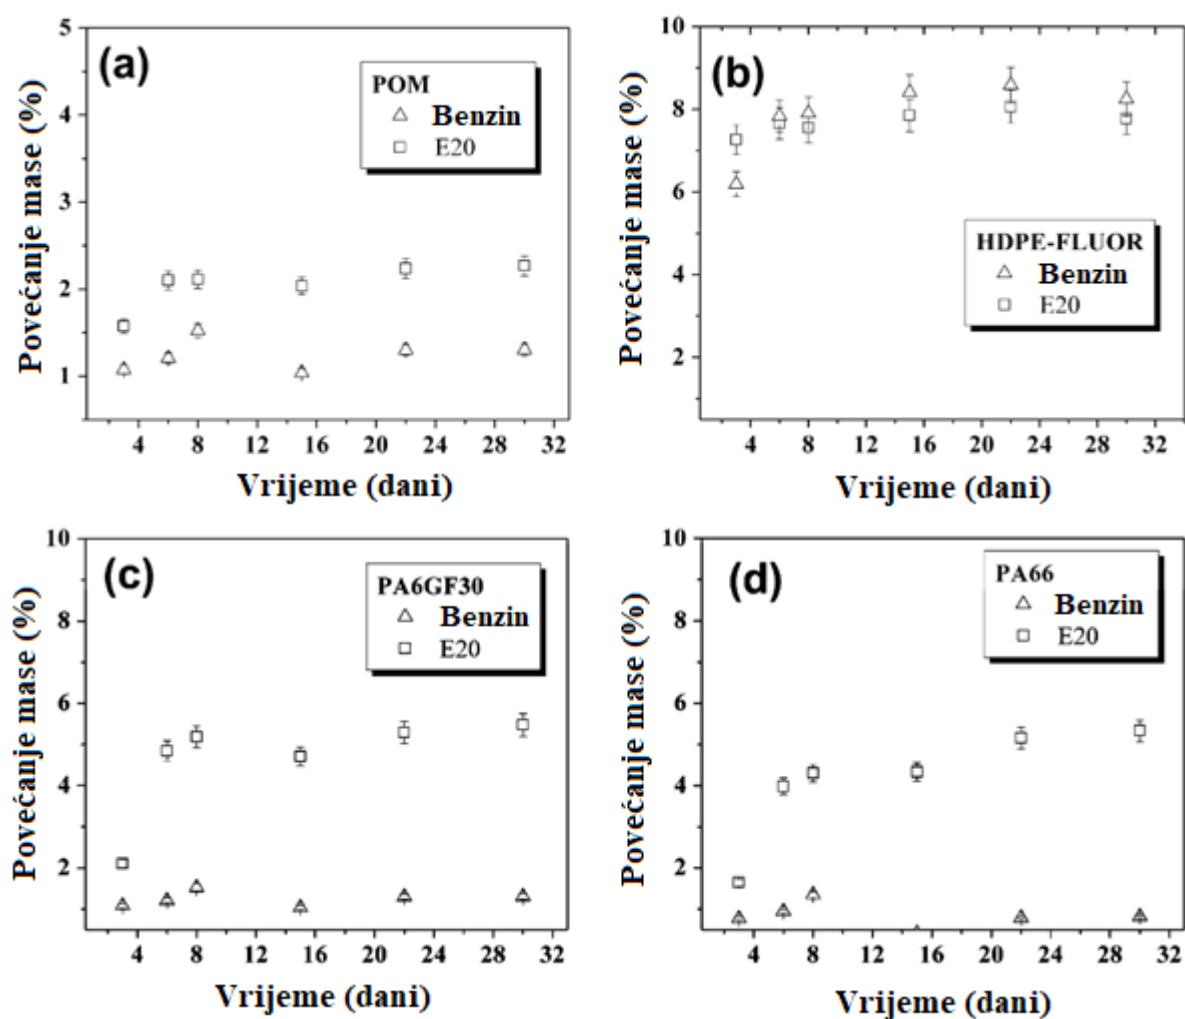 (a)
POM
Benzin
E20
Povećanje mase (%)
5
4
3
2
1
4 8 12 16 20 24 28 32
Vrijeme (dani)
(b)
HDPE-FLUOR
Benzin
E20
Povećanje mase (%)
10
8
6
4
2
4 8 12 16 20 24 28 32
Vrijeme (dani)
(c)
PA6GF30
Benzin
E20
Povećanje mase (%)
10
8
6
4
2
4 8 12 16 20 24 28 32
Vrijeme (dani)
(d)
PA66
Benzin
E20
Povećanje mase (%)
10
8
6
4
2
4 8 12 16 20 24 28 32
Vrijeme (dani)